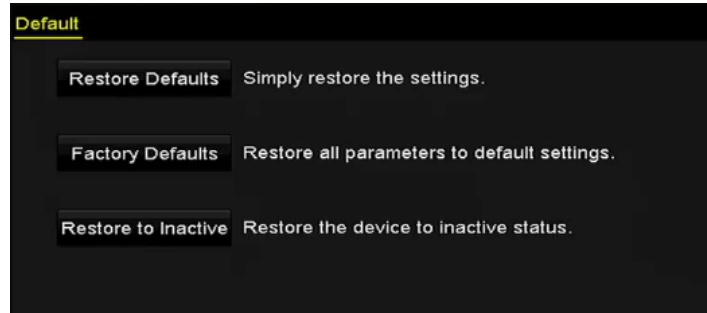 Default
Restore Defaults Simply restore the settings.
Factory Defaults Restore all parameters to default settings.
Restore to Inactive Restore the device to inactive status.